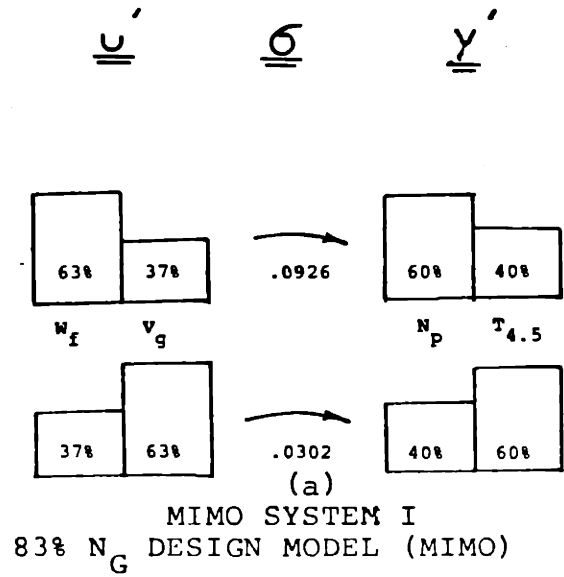 u' σ y'
63% 37% .0926 60% 40%
W_f V_g N_p T_4.5
37% 63% .0302 40% 60%
(a)
MIMO SYSTEM I
83% N_G DESIGN MODEL (MIMO)